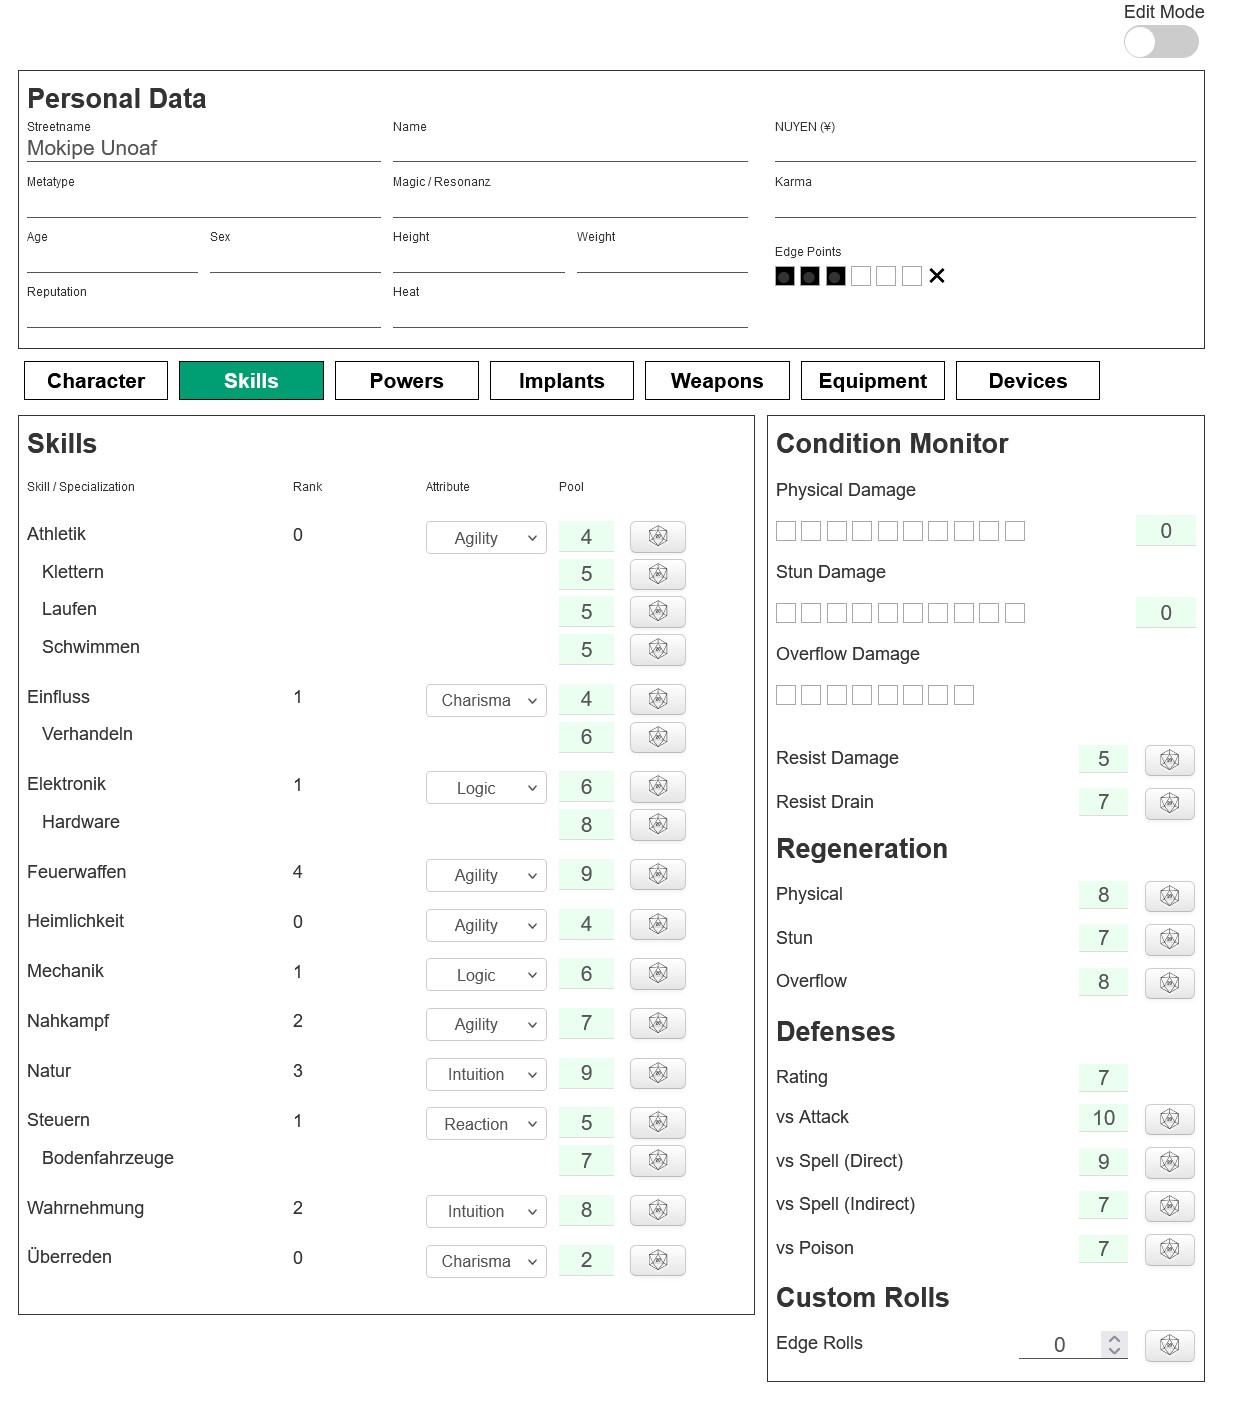 Edit Mode
Personal Data
Streetname Name NUYEN (¥)
Mokipe Unoaf
Metatype Magic / Resonanz Karma
Age Sex Height Weight
Edge Points
Reputation Heat
Character Skills Powers Implants Weapons Equipment Devices
Skills
Skill / Specialization Rank Attribute Pool
Athletik 0 Agility 4
Klettern 5
Laufen 5
Schwimmen 5
Einfluss 1 Charisma 4
Verhandeln 6
Elektronik 1 Logic 6
Hardware 8
Feuerwaffen 4 Agility 9
Heimlichkeit 0 Agility 4
Mechanik 1 Logic 6
Nahkampf 2 Agility 7
Natur 3 Intuition 9
Steuern 1 Reaction 5
Bodenfahrzeuge 7
Wahrnehmung 2 Intuition 8
Überreden 0 Charisma 2
Condition Monitor
Physical Damage
0
Stun Damage
0
Overflow Damage
Resist Damage 5
Resist Drain 7
Regeneration
Physical 8
Stun 7
Overflow 8
Defenses
Rating 7
vs Attack 10
vs Spell (Direct) 9
vs Spell (Indirect) 7
vs Poison 7
Custom Rolls
Edge Rolls 0